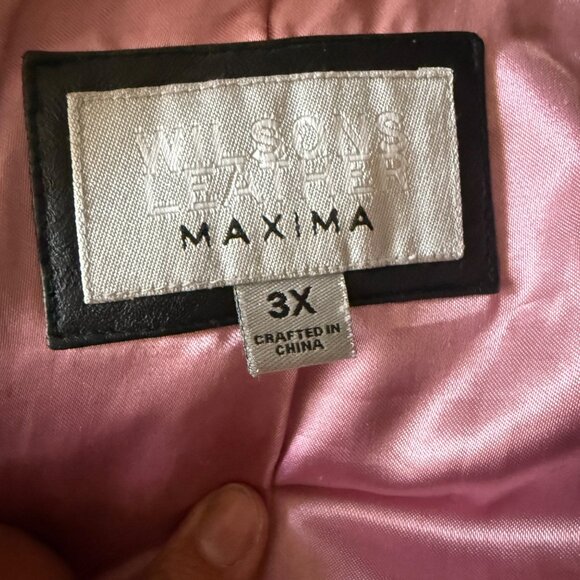 WILSONS
LEATHER
MAXIMA
3X
CRAFTED IN
CHINA